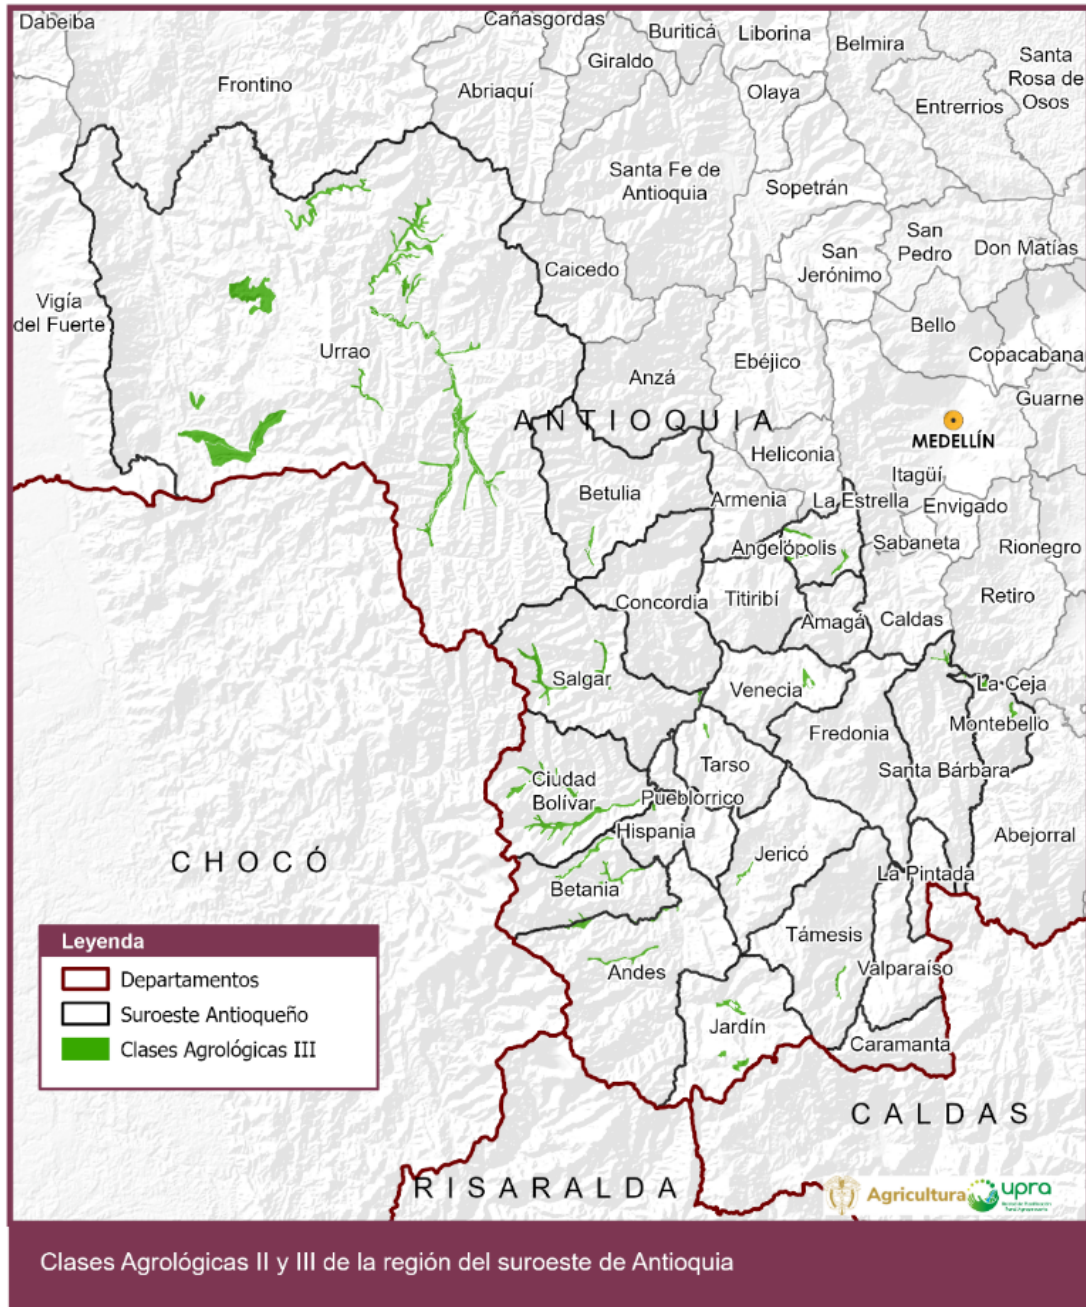 Dabeiba
Cañasgordas
Buriticá
Liborina
Belmira
Santa
Rosa de
Osos
Frontino
Abriaquí
Giraldo
Olaya
Entrerrios
Santa Fe de
Antioquia
Sopetrán
San
Pedro
Don Matías
San
Jerónimo
Caicedo
Vigía
del Fuerte
Urrao
Bello
Copacabana
Ebéjico
Anzá
Guarne
ANTIOQUIA
MEDELLÍN
Heliconia
Itagüí
Betulia
Armenia
La Estrella
Envigado
Sabaneta
Rionegro
Angelópolis
Concordia
Titiribí
Retiro
Amagá
Caldas
Salgar
Venecia
La Ceja
Montebello
Fredonia
Tarso
Santa Bárbara
Ciudad
Bolívar
Pueblorrico
Hispania
Abejorral
CHOCÓ
Jericó
Betania
La Pintada
Támesis
Andes
Valparaíso
Jardín
Caramanta
Leyenda
Departamentos
Suroeste Antioqueño
Clases Agrológicas III
CALDAS
RISARALDA
Agricultura
upra
Clases Agrológicas II y III de la región del suroeste de Antioquia